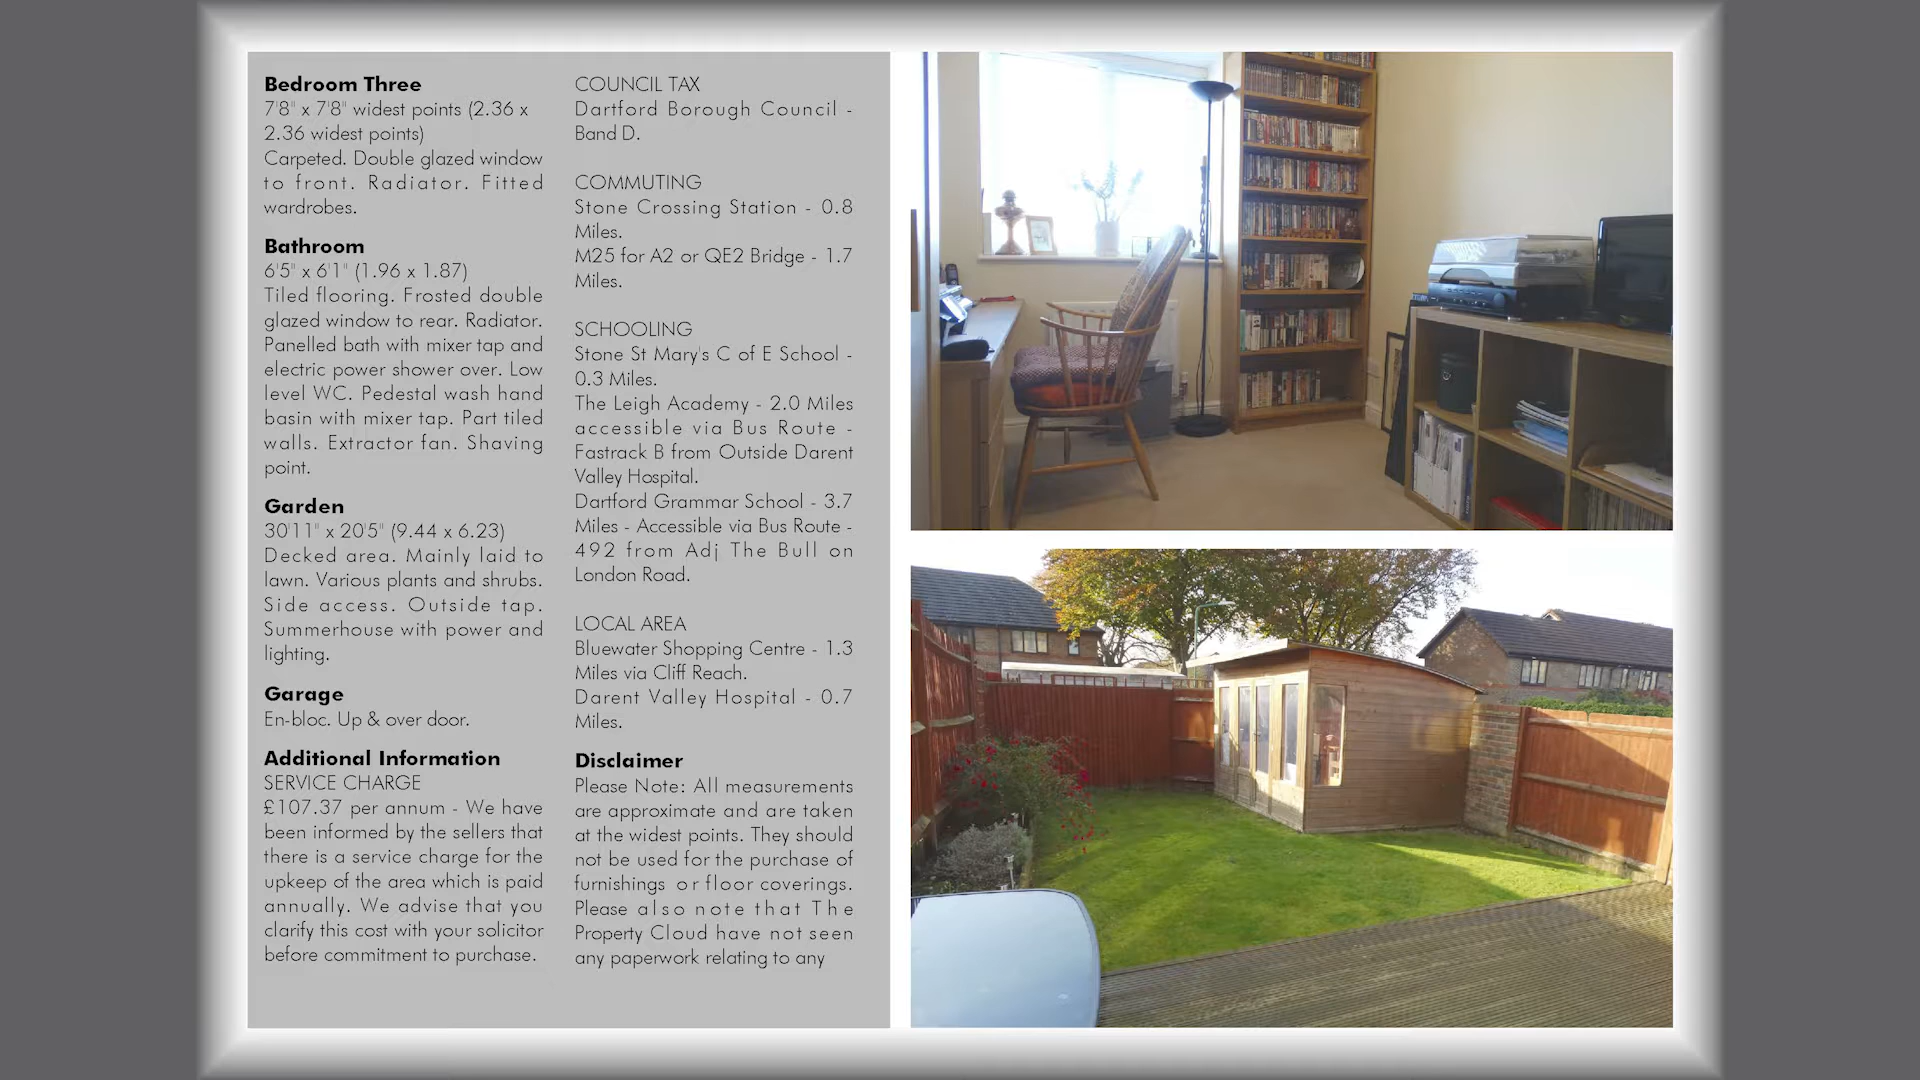 Bedroom Three
7'8" x 7'8" widest points (2.36 x
2.36 widest points)
Carpeted. Double glazed window
to front. Radiator. Fitted
wardrobes.
Bathroom
6'5" x 6'1" (1.96 x 1.87)
Tiled flooring. Frosted double
glazed window to rear. Radiator.
Panelled bath with mixer tap and
electric power shower over. Low
level WC. Pedestal wash hand
basin with mixer tap. Part tiled
walls. Extractor fan. Shaving
point.
Garden
30'11" x 20'5" (9.44 x 6.23)
Decked area. Mainly laid to
lawn. Various plants and shrubs.
Side access. Outside tap.
Summerhouse with power and
lighting.
Garage
En-bloc. Up & over door.
Additional Information
SERVICE CHARGE
£107.37 per annum - We have
been informed by the sellers that
there is a service charge for the
upkeep of the area which is paid
annually. We advise that you
clarify this cost with your solicitor
before commitment to purchase.
COUNCIL TAX
Dartford Borough Council -
Band D.
COMMUTING
Stone Crossing Station - 0.8
Miles.
M25 for A2 or QE2 Bridge - 1.7
Miles.
SCHOOLING
Stone St Mary's C of E School -
0.3 Miles.
The Leigh Academy - 2.0 Miles
accessible via Bus Route -
Fastrack B from Outside Darent
Valley Hospital.
Dartford Grammar School - 3.7
Miles - Accessible via Bus Route -
492 from Adj The Bull on
London Road.
LOCAL AREA
Bluewater Shopping Centre - 1.3
Miles via Cliff Reach.
Darent Valley Hospital - 0.7
Miles.
Disclaimer
Please Note: All measurements
are approximate and are taken
at the widest points. They should
not be used for the purchase of
furnishings or floor coverings.
Please also note that The
Property Cloud have not seen
any paperwork relating to any